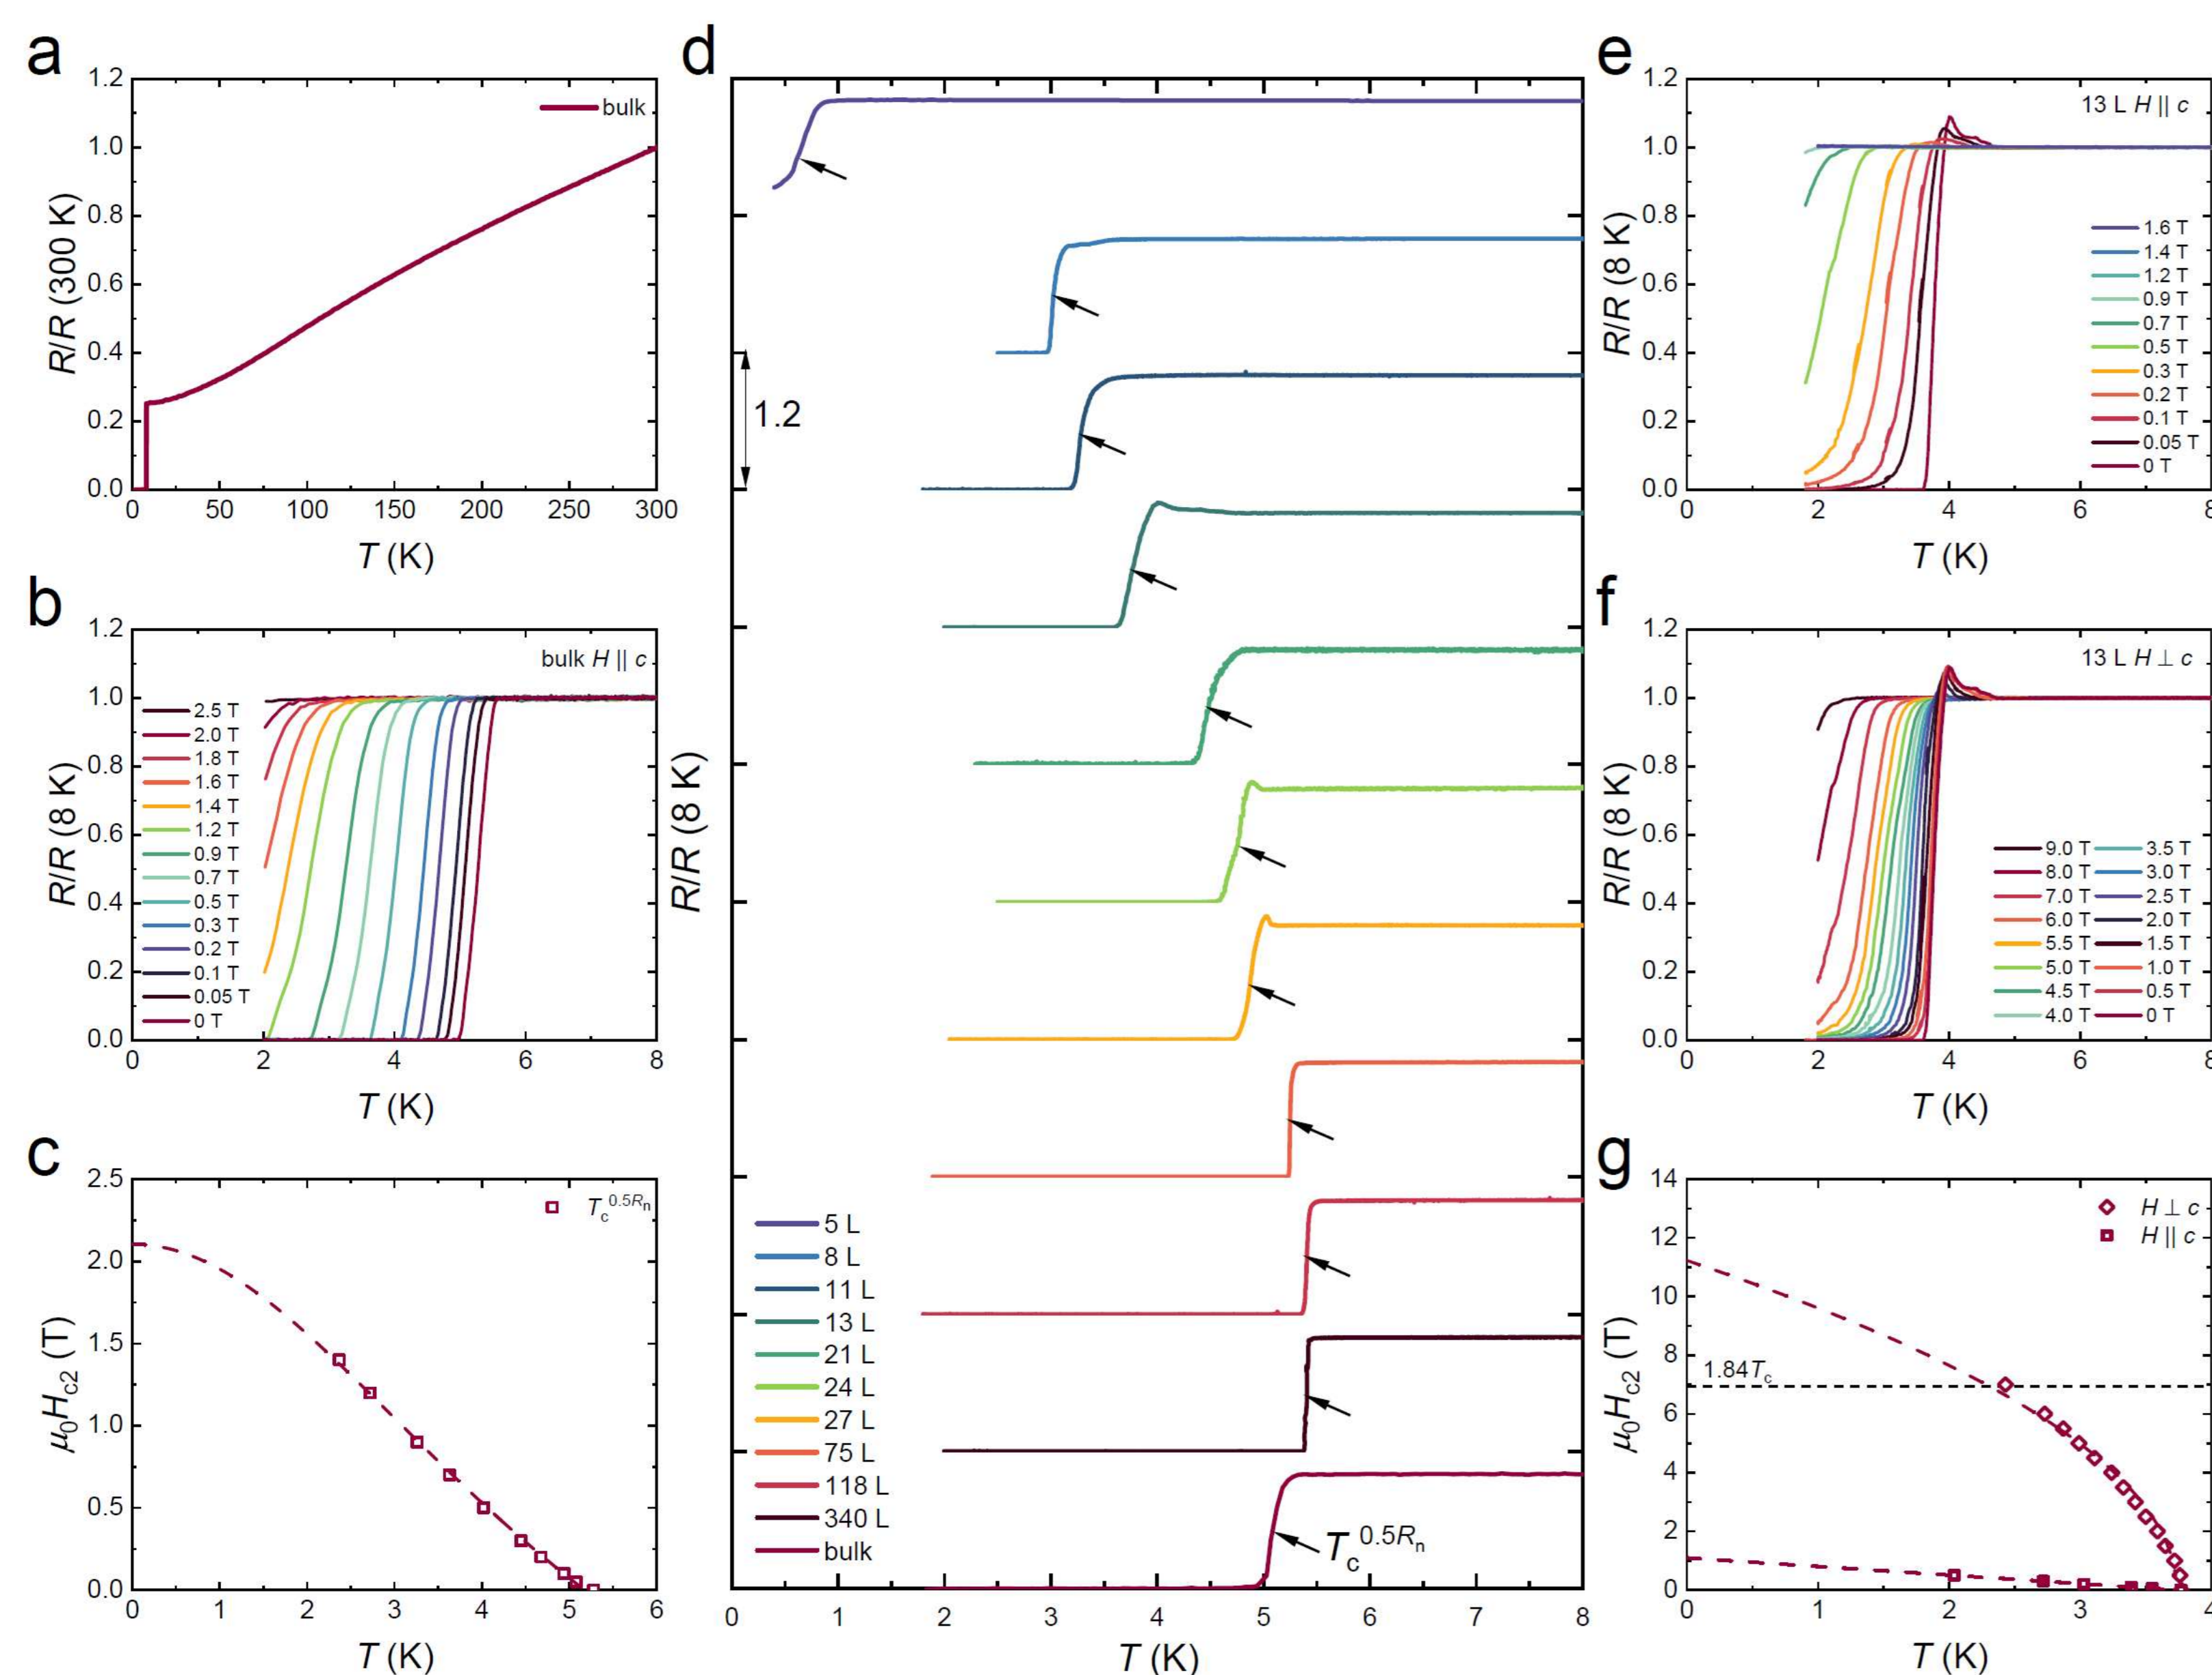 a
1.2
1.0
0.8
0.6
0.4
0.2
0.0
R/R (300 K)
bulk
0 50 100 150 200 250 300
T (K)
b
1.2
1.0
0.8
0.6
0.4
0.2
0.0
R/R (8 K)
bulk H || c
2.5 T
2.0 T
1.8 T
1.6 T
1.4 T
1.2 T
0.9 T
0.7 T
0.5 T
0.3 T
0.2 T
0.1 T
0.05 T
0 T
0 2 4 6 8
T (K)
c
2.5
2.0
1.5
1.0
0.5
0.0
μ0Hc2 (T)
Tc0.5Rn
0 1 2 3 4 5 6
T (K)
d
R/R (8 K)
1.2
5 L
8 L
11 L
13 L
21 L
24 L
27 L
75 L
118 L
340 L
bulk
Tc0.5Rn
0 1 2 3 4 5 6 7 8
T (K)
e
1.2
1.0
0.8
0.6
0.4
0.2
0.0
R/R (8 K)
13 L H || c
1.6 T
1.4 T
1.2 T
0.9 T
0.7 T
0.5 T
0.3 T
0.2 T
0.1 T
0.05 T
0 T
0 2 4 6 8
T (K)
f
1.2
1.0
0.8
0.6
0.4
0.2
0.0
R/R (8 K)
13 L H ⊥ c
9.0 T 3.5 T
8.0 T 3.0 T
7.0 T 2.5 T
6.0 T 2.0 T
5.5 T 1.5 T
5.0 T 1.0 T
4.5 T 0.5 T
4.0 T 0 T
0 2 4 6 8
T (K)
g
14
12
10
8
6
4
2
0
μ0Hc2 (T)
H ⊥ c
H || c
1.84Tc
0 1 2 3 4
T (K)